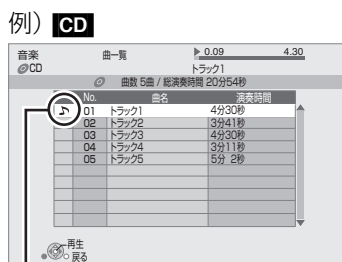 例) CD
音楽 曲一覧 0.09 4.30
CD トラック1
曲数 5曲 / 総演奏時間 20分54秒
No. 曲名 演奏時間
01 トラック1 4分30秒
02 トラック2 3分41秒
03 トラック3 4分30秒
04 トラック4 3分11秒
05 トラック5 5分 2秒
再生
戻る